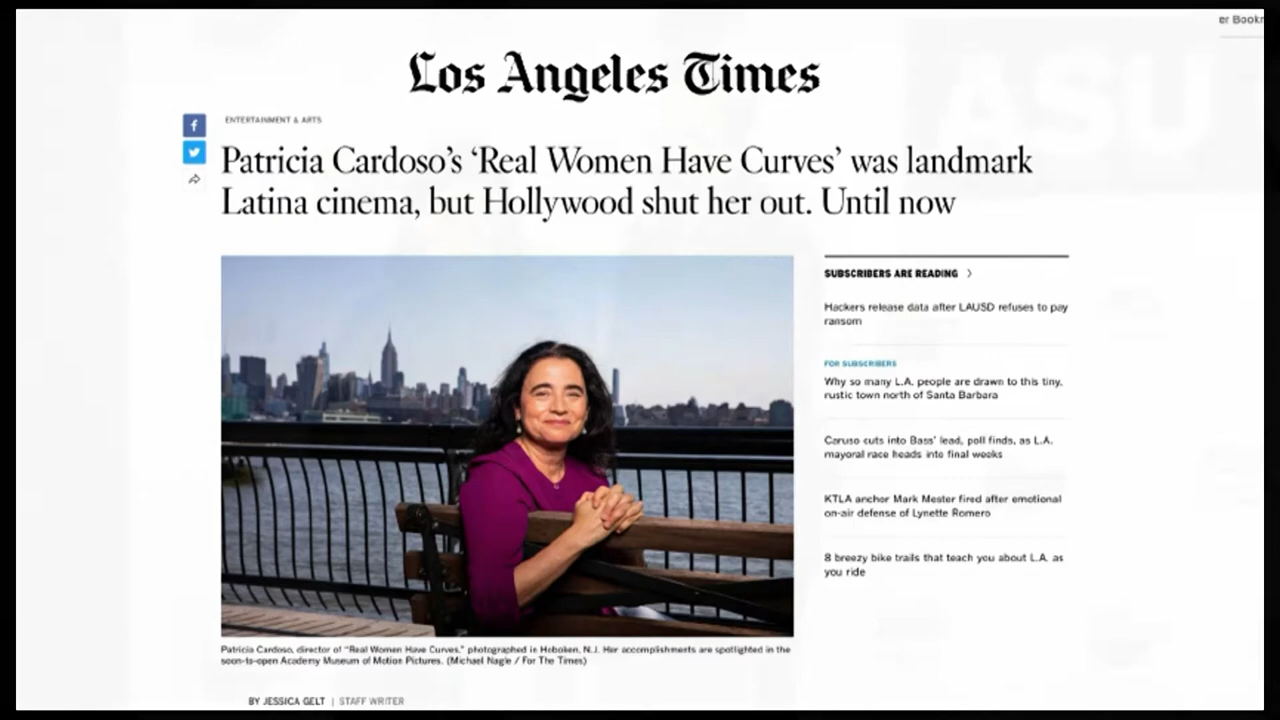 er Bookr
Los Angeles Times
ENTERTAINMENT & ARTS
Patricia Cardoso's 'Real Women Have Curves' was landmark
Latina cinema, but Hollywood shut her out. Until now
SUBSCRIBERS ARE READING
Hackers release data after LAUSD refuses to pay
ransom
FOR SUBSCRIBERS
Why so many L.A. people are drawn to this tiny,
rustic town north of Santa Barbara
Caruso cuts into Bass' lead, poll finds, as L.A.
mayoral race heads into final weeks
KTLA anchor Mark Mester fired after emotional
on-air defense of Lynette Romero
8 breezy bike trails that teach you about L.A. as
you ride
Patricia Cardoso, director of "Real Women Have Curves," photographed in Hoboken, N.J. Her accomplishments are spotlighted in the
soon-to-open Academy Museum of Motion Pictures. (Michael Nagle / For The Times)
BY JESSICA GELT | STAFF WRITER
ASU